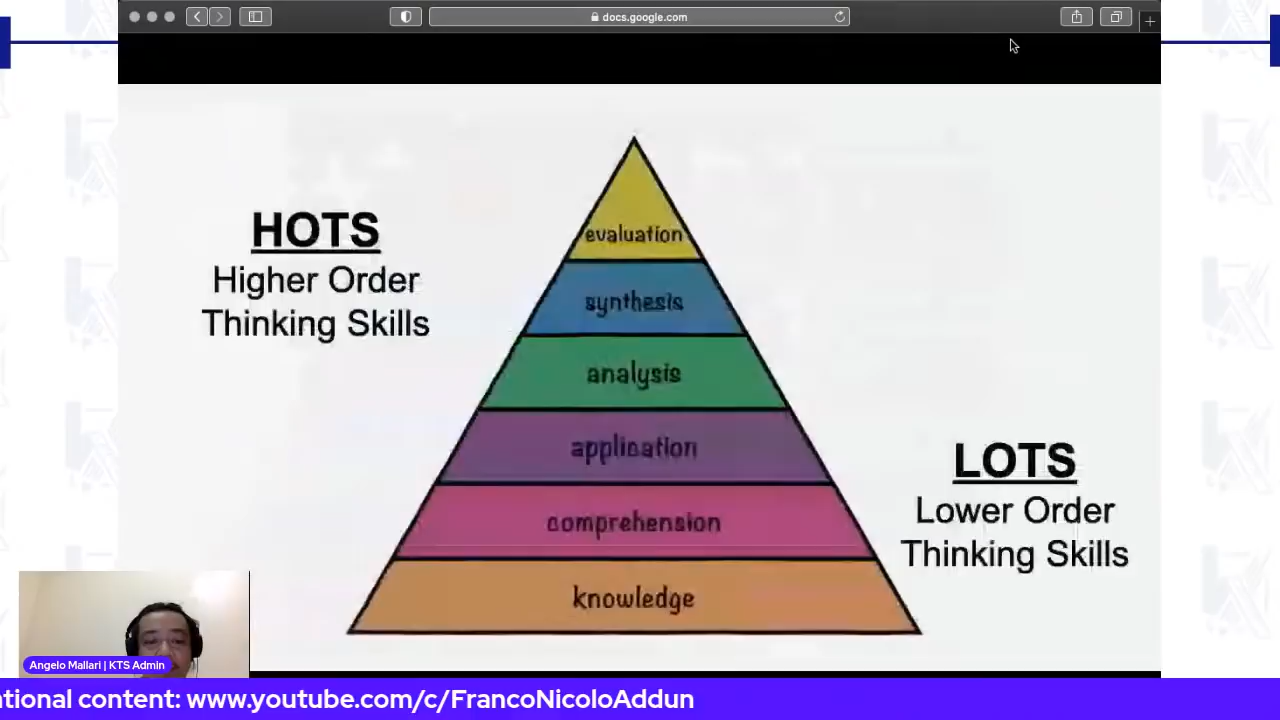 docs.google.com
HOTS
Higher Order
Thinking Skills
evaluation
synthesis
analysis
application
comprehension
knowledge
LOTS
Lower Order
Thinking Skills
Angelo Mallari | KTS Admin
ational content: www.youtube.com/c/FrancoNicoloAddun